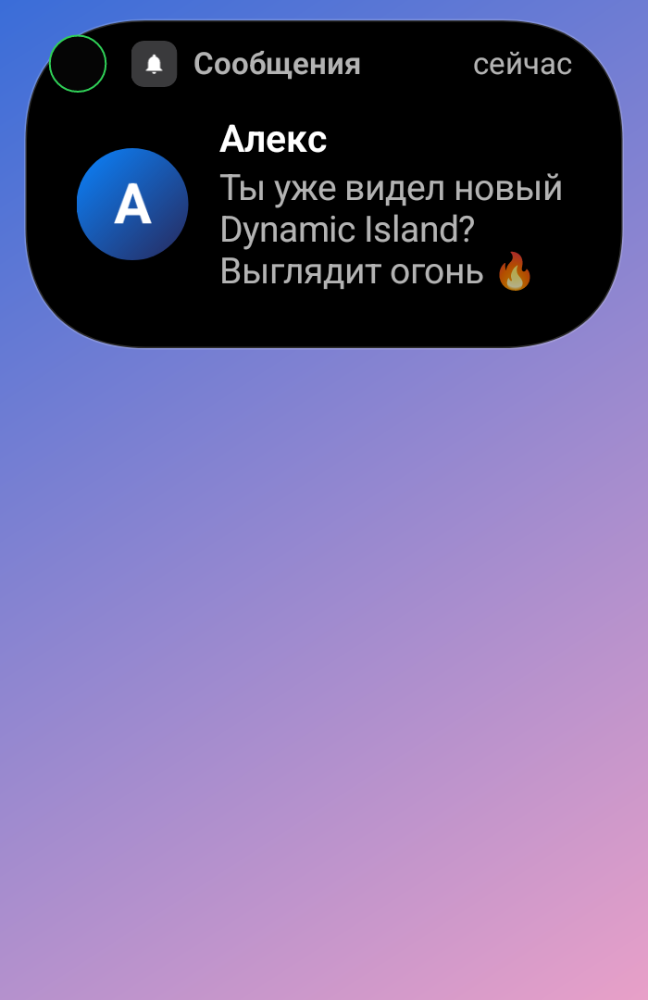 Сообщения сейчас
Алекс
A
Ты уже видел новый
Dynamic Island?
Выглядит огонь 🔥